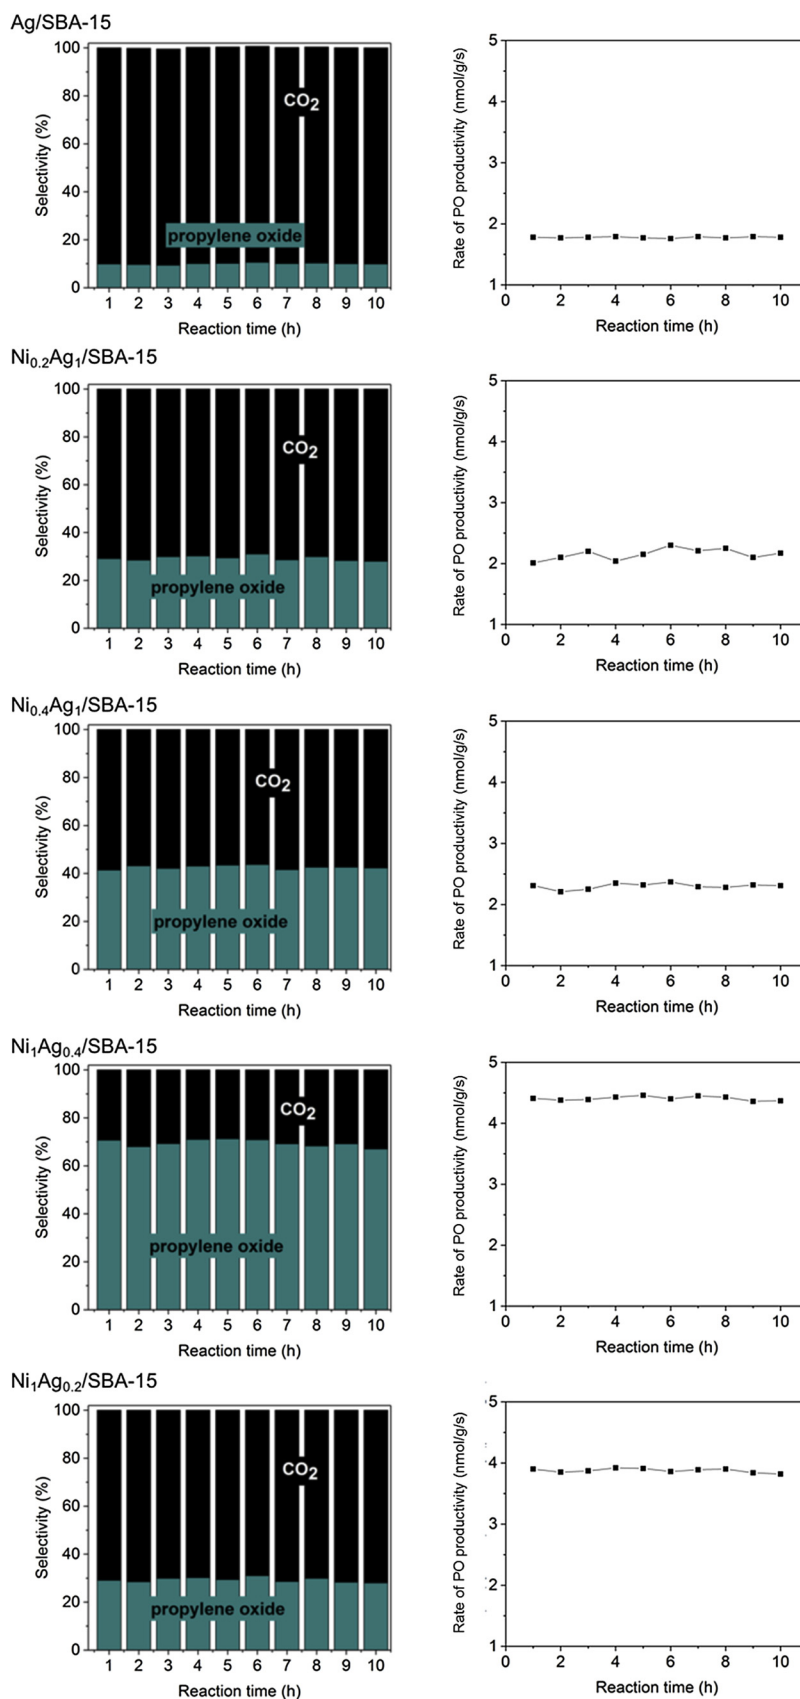 Ag/SBA-15
100
80
60
40
20
0
Selectivity (%)
CO2
propylene oxide
1 2 3 4 5 6 7 8 9 10
Reaction time (h)
5
4
3
2
1
Rate of PO productivity (nmol/g/s)
0 2 4 6 8 10
Reaction time (h)
Ni0.2Ag1/SBA-15
100
80
60
40
20
0
Selectivity (%)
CO2
propylene oxide
1 2 3 4 5 6 7 8 9 10
Reaction time (h)
5
4
3
2
1
Rate of PO productivity (nmol/g/s)
0 2 4 6 8 10
Reaction time (h)
Ni0.4Ag1/SBA-15
100
80
60
40
20
0
Selectivity (%)
CO2
propylene oxide
1 2 3 4 5 6 7 8 9 10
Reaction time (h)
5
4
3
2
1
Rate of PO productivity (nmol/g/s)
0 2 4 6 8 10
Reaction time (h)
Ni1Ag0.4/SBA-15
100
80
60
40
20
0
Selectivity (%)
CO2
propylene oxide
1 2 3 4 5 6 7 8 9 10
Reaction time (h)
5
4
3
2
1
Rate of PO productivity (nmol/g/s)
0 2 4 6 8 10
Reaction time (h)
Ni1Ag0.2/SBA-15
100
80
60
40
20
0
Selectivity (%)
CO2
propylene oxide
1 2 3 4 5 6 7 8 9 10
Reaction time (h)
5
4
3
2
1
Rate of PO productivity (nmol/g/s)
0 2 4 6 8 10
Reaction time (h)